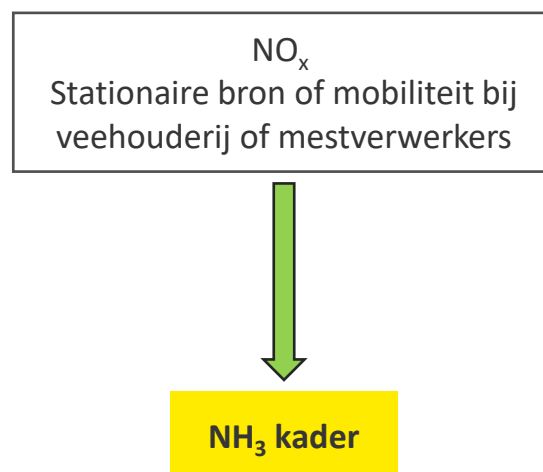 NOₓ
Stationaire bron of mobiliteit bij
veehouderij of mestverwerkers
NH₃ kader